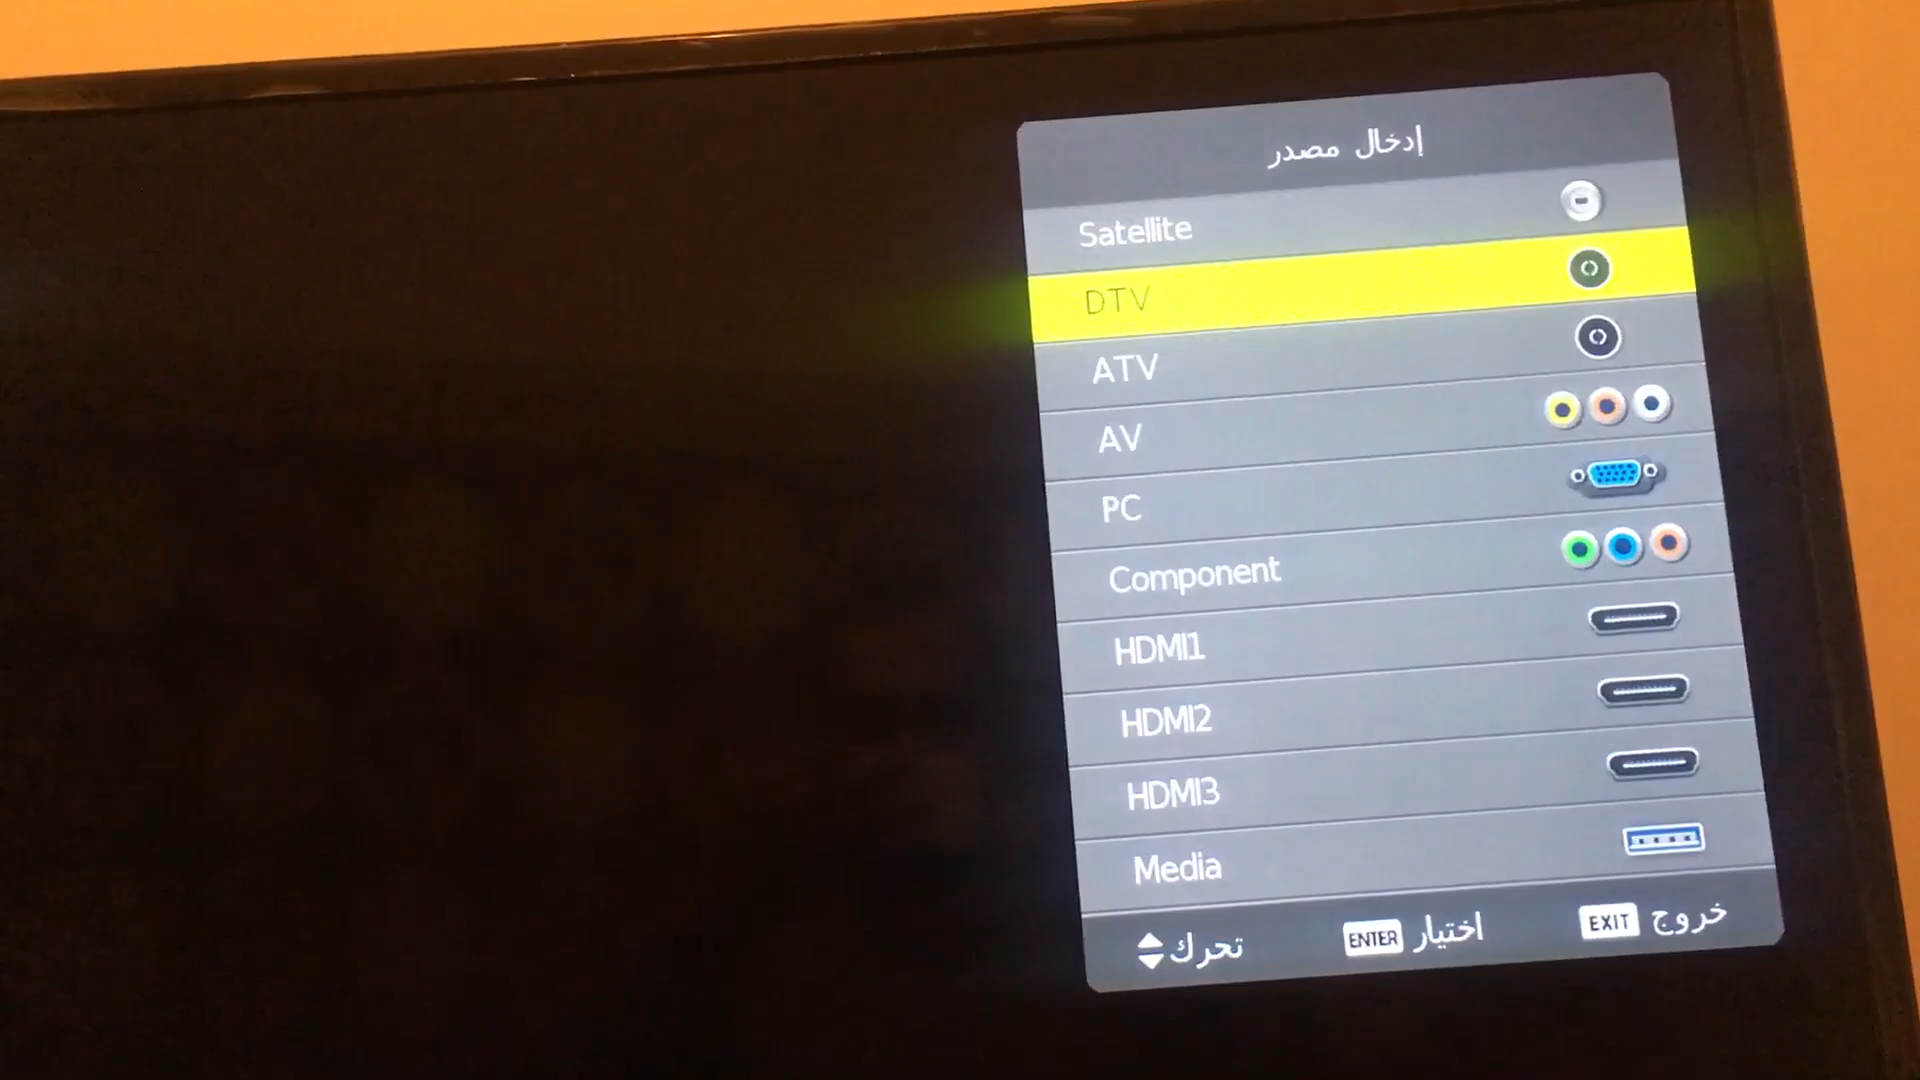 إدخال مصدر
Satellite
DTV
ATV
AV
PC
Component
HDMI1
HDMI2
HDMI3
Media
تحرك ENTER اختيار EXIT خروج